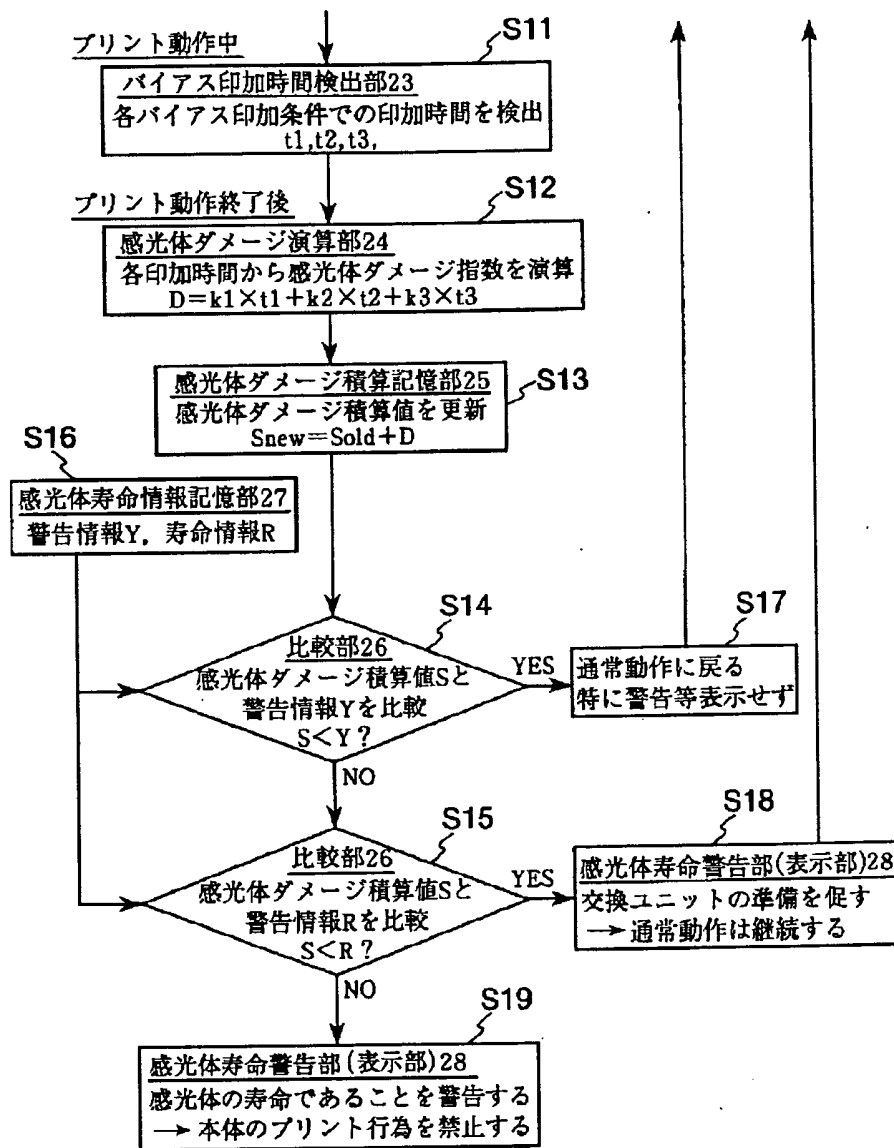 S11
プリント動作中
バイアス印加時間検出部23
各バイアス印加条件での印加時間を検出
t1,t2,t3,
S12
プリント動作終了後
感光体ダメージ演算部24
各印加時間から感光体ダメージ指数を演算
D=k1×t1+k2×t2+k3×t3
S13
感光体ダメージ積算記憶部25
感光体ダメージ積算値を更新
Snew=Sold+D
S16
感光体寿命情報記憶部27
警告情報Y, 寿命情報R
S14
比較部26
感光体ダメージ積算値Sと
警告情報Yを比較
S<Y?
YES
NO
S17
通常動作に戻る
特に警告等表示せず
S15
比較部26
感光体ダメージ積算値Sと
警告情報Rを比較
S<R?
YES
NO
S18
感光体寿命警告部(表示部)28
交換ユニットの準備を促す
→ 通常動作は継続する
S19
感光体寿命警告部(表示部)28
感光体の寿命であることを警告する
→ 本体のプリント行為を禁止する